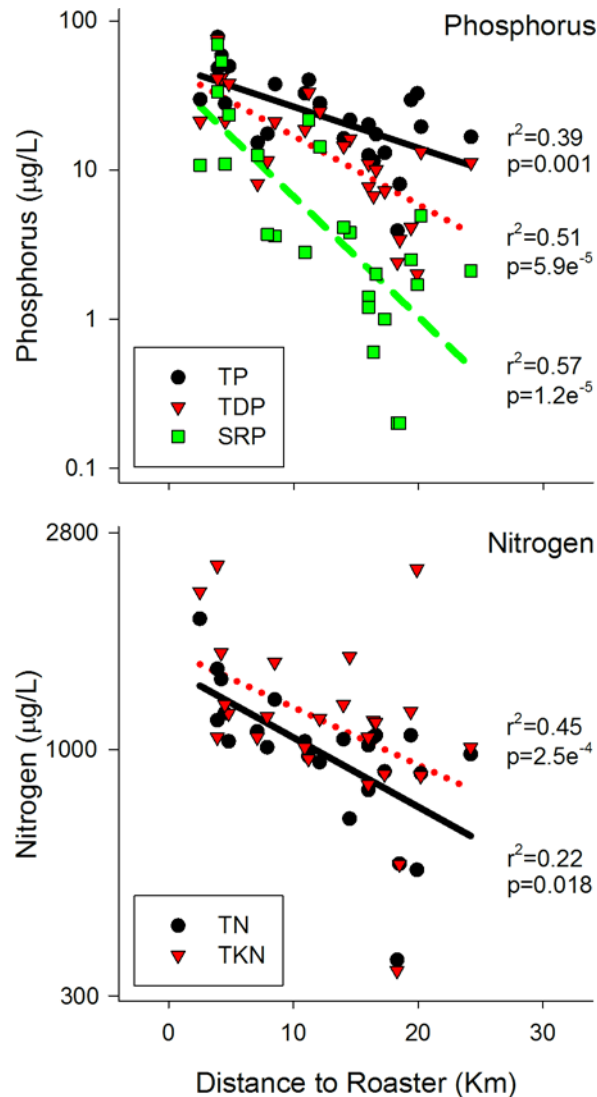 Phosphorus
100
10
1
0.1
Phosphorus (µg/L)
r²=0.39
p=0.001
r²=0.51
p=5.9e⁻⁵
r²=0.57
p=1.2e⁻⁵
TP
TDP
SRP
Nitrogen
2800
1000
300
Nitrogen (µg/L)
r²=0.45
p=2.5e⁻⁴
r²=0.22
p=0.018
TN
TKN
0 10 20 30
Distance to Roaster (Km)